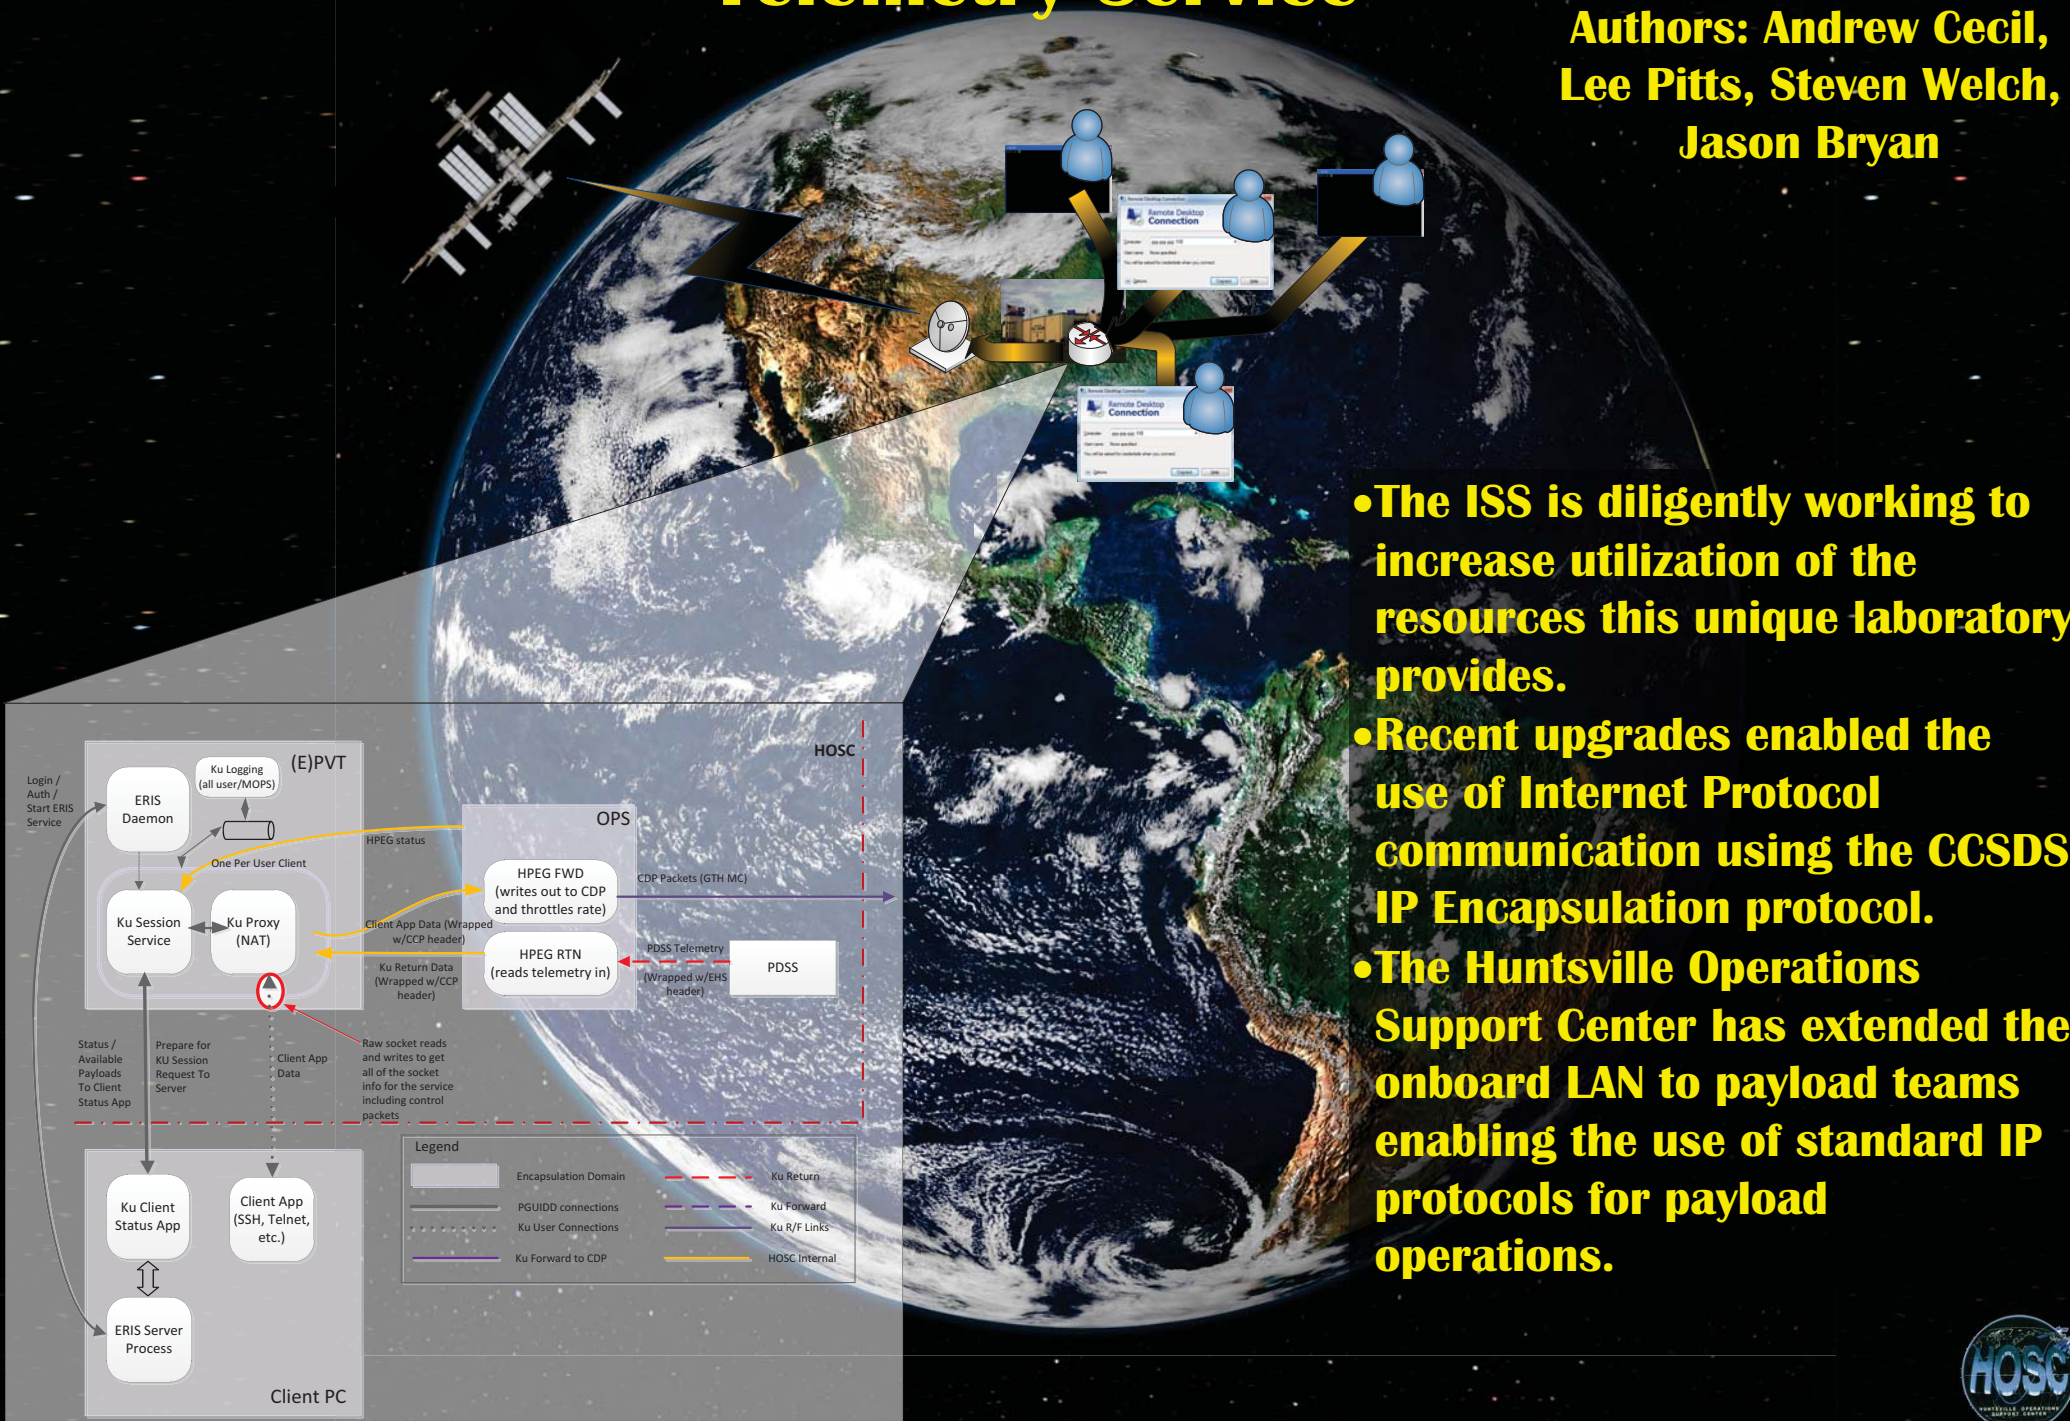 Telemetry Service
Authors: Andrew Cecil,
Lee Pitts, Steven Welch,
Jason Bryan
Remote Desktop
Connection
Remote Desktop
Connection
•The ISS is diligently working to
increase utilization of the
resources this unique laboratory
provides.
•Recent upgrades enabled the
use of Internet Protocol
communication using the CCSDS
IP Encapsulation protocol.
•The Huntsville Operations
Support Center has extended the
onboard LAN to payload teams
enabling the use of standard IP
protocols for payload
operations.
HOSC
(E)PVT
Login /
Auth /
Start ERIS
Service
ERIS
Daemon
Ku Logging
(all user/MOPS)
One Per User Client
Ku Session
Service
Ku Proxy
(NAT)
HPEG status
OPS
HPEG FWD
(writes out to CDP
and throttles rate)
CDP Packets (GTH MC)
Client App Data (Wrapped
w/CCP header)
Ku Return Data
(Wrapped w/CCP
header)
HPEG RTN
(reads telemetry in)
PDSS Telemetry
(Wrapped w/EHS
header)
PDSS
Status /
Available
Payloads
To Client
Status App
Prepare for
KU Session
Request To
Server
Client App
Data
Raw socket reads
and writes to get
all of the socket
info for the service
including control
packets
Legend
Encapsulation Domain
Ku Return
PGUIDD connections
Ku Forward
Ku User Connections
Ku R/F Links
Ku Forward to CDP
HOSC Internal
Ku Client
Status App
Client App
(SSH, Telnet,
etc.)
ERIS Server
Process
Client PC
HOSC
HUNTSVILLE OPERATIONS
SUPPORT CENTER